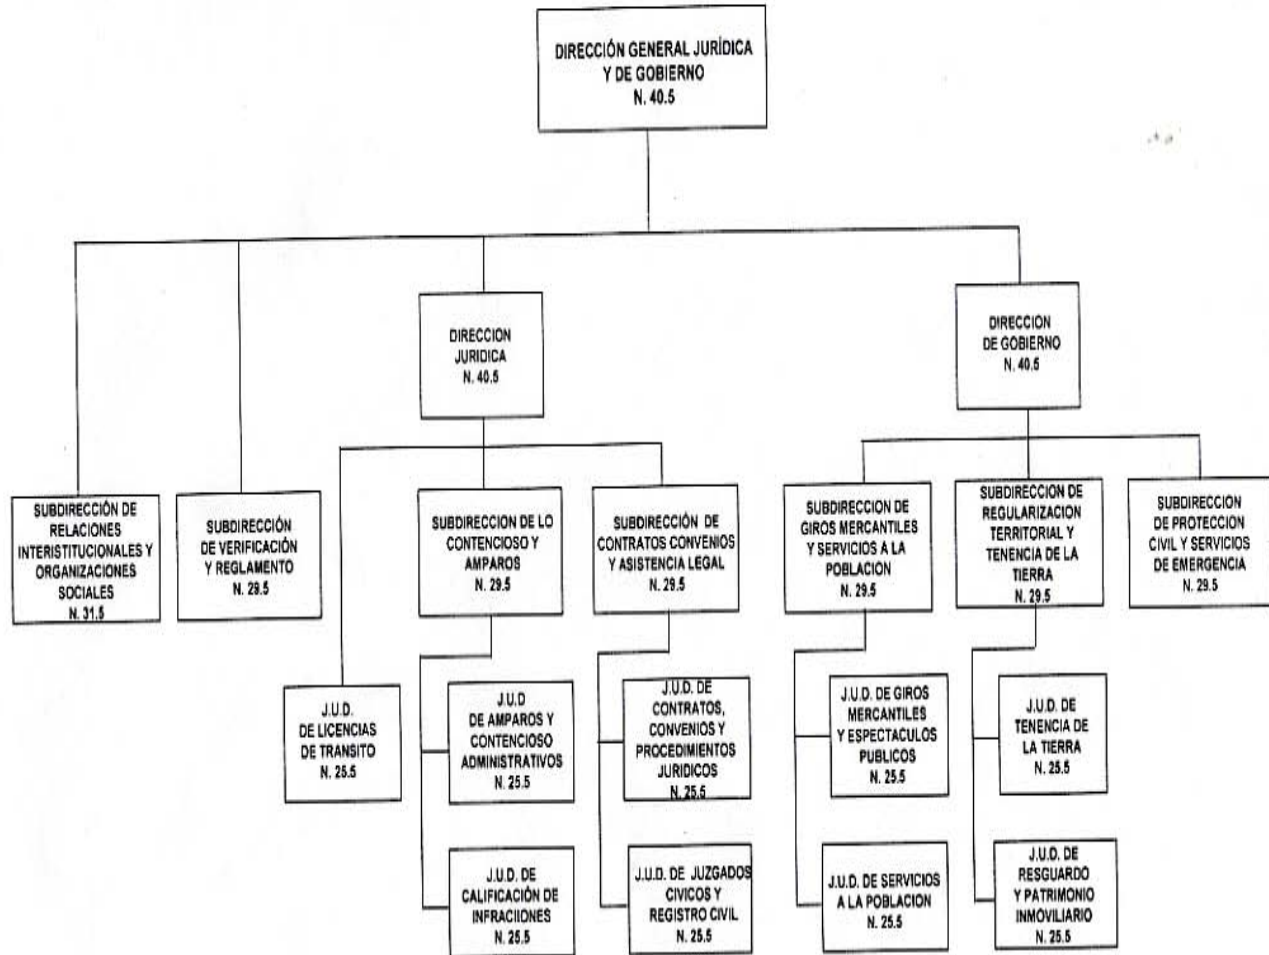 DIRECCIÓN GENERAL JURÍDICA
Y DE GOBIERNO
N. 40.5
DIRECCION
JURIDICA
N. 40.5
DIRECCION
DE GOBIERNO
N. 40.5
SUBDIRECCIÓN DE
RELACIONES
INTERISTITUCIONALES Y
ORGANIZACIONES
SOCIALES
N. 31.5
SUBDIRECCIÓN
DE VERIFICACIÓN
Y REGLAMENTO
N. 29.5
SUBDIRECCION DE LO
CONTENCIOSO Y
AMPAROS
N. 29.5
SUBDIRECCIÓN DE
CONTRATOS CONVENIOS
Y ASISTENCIA LEGAL
N. 29.5
SUBDIRECCION DE
GIROS MERCANTILES
Y SERVICIOS A LA
POBLACION
N. 29.5
SUBDIRECCION DE
REGULARIZACION
TERRITORIAL Y
TENENCIA DE LA
TIERRA
N. 29.5
SUBDIRECCION
DE PROTECCION
CIVIL Y SERVICIOS
DE EMERGENCIA
N. 29.5
J.U.D.
DE LICENCIAS
DE TRANSITO
N. 25.5
J.U.D
DE AMPAROS Y
CONTENCIOSO
ADMINISTRATIVOS
N. 25.5
J.U.D. DE
CONTRATOS,
CONVENIOS Y
PROCEDIMIENTOS
JURIDICOS
N. 25.5
J.U.D. DE GIROS
MERCANTILES
Y ESPECTACULOS
PUBLICOS
N. 25.5
J.U.D. DE
TENENCIA DE
LA TIERRA
N. 25.5
J.U.D. DE
CALIFICACIÓN DE
INFRACIIONES
N. 25.5
J.U.D. DE JUZGADOS
CIVICOS Y
REGISTRO CIVIL
N. 25.5
J.U.D. DE SERVICIOS
A LA POBLACION
N. 25.5
J.U.D. DE
RESGUARDO
Y PATRIMONIO
INMOVILIARIO
N. 25.5